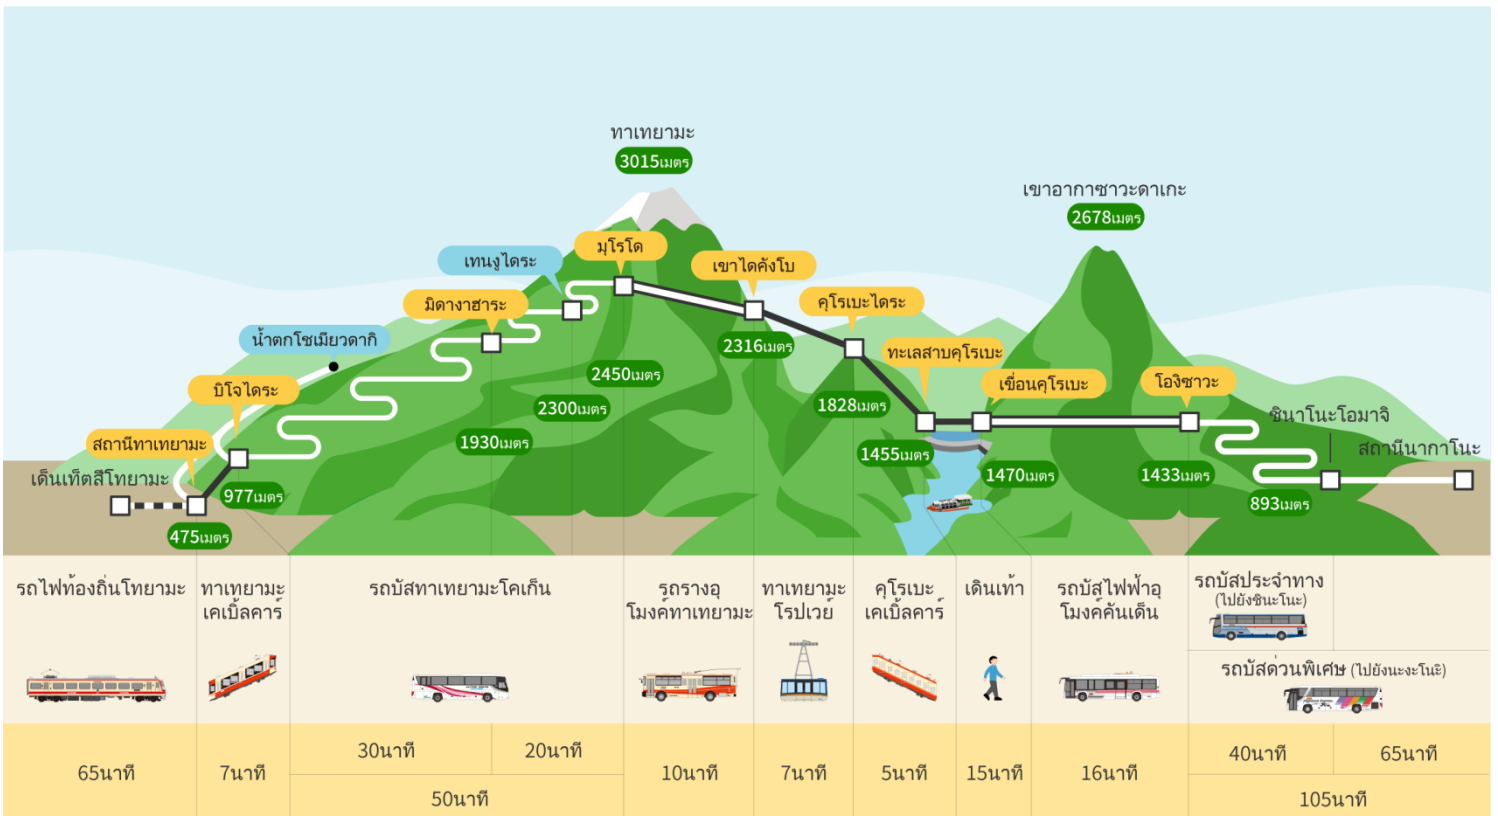 ทาเทยามะ
3015เมตร
เขาอากาซาวะดาเกะ
2678เมตร
มุโรโด
เทนงูไดระ
เขาไดคังโบ
มิดางาฮาระ
คุโรเบะไดระ
น้ำตกโชเมียวดากิ
2316เมตร
ทะเลสาบคุโรเบะ
บิโจไดระ
2450เมตร
เขื่อนคุโรเบะ
โองิซาวะ
2300เมตร
1828เมตร
สถานีทาเทยามะ
1930เมตร
ชินาโนะโอมาจิ
สถานีนากาโนะ
1455เมตร
เด็นเท็ตสึโทยามะ
977เมตร
1470เมตร
1433เมตร
893เมตร
475เมตร
รถไฟท้องถิ่นโทยามะ
ทาเทยามะ
เคเบิ้ลคาร์
รถบัสทาเทยามะโคเก็น
รถรางอุ
โมงค์ทาเทยามะ
ทาเทยามะ
โรปเวย์
คุโรเบะ
เคเบิ้ลคาร์
เดินเท้า
รถบัสไฟฟ้าอุ
โมงค์คันเด็น
รถบัสประจำทาง
(ไปยังชินะโนะ)
รถบัสด่วนพิเศษ (ไปยังนะงะโนะ)
65นาที
7นาที
30นาที
20นาที
50นาที
10นาที
7นาที
5นาที
15นาที
16นาที
40นาที
65นาที
105นาที